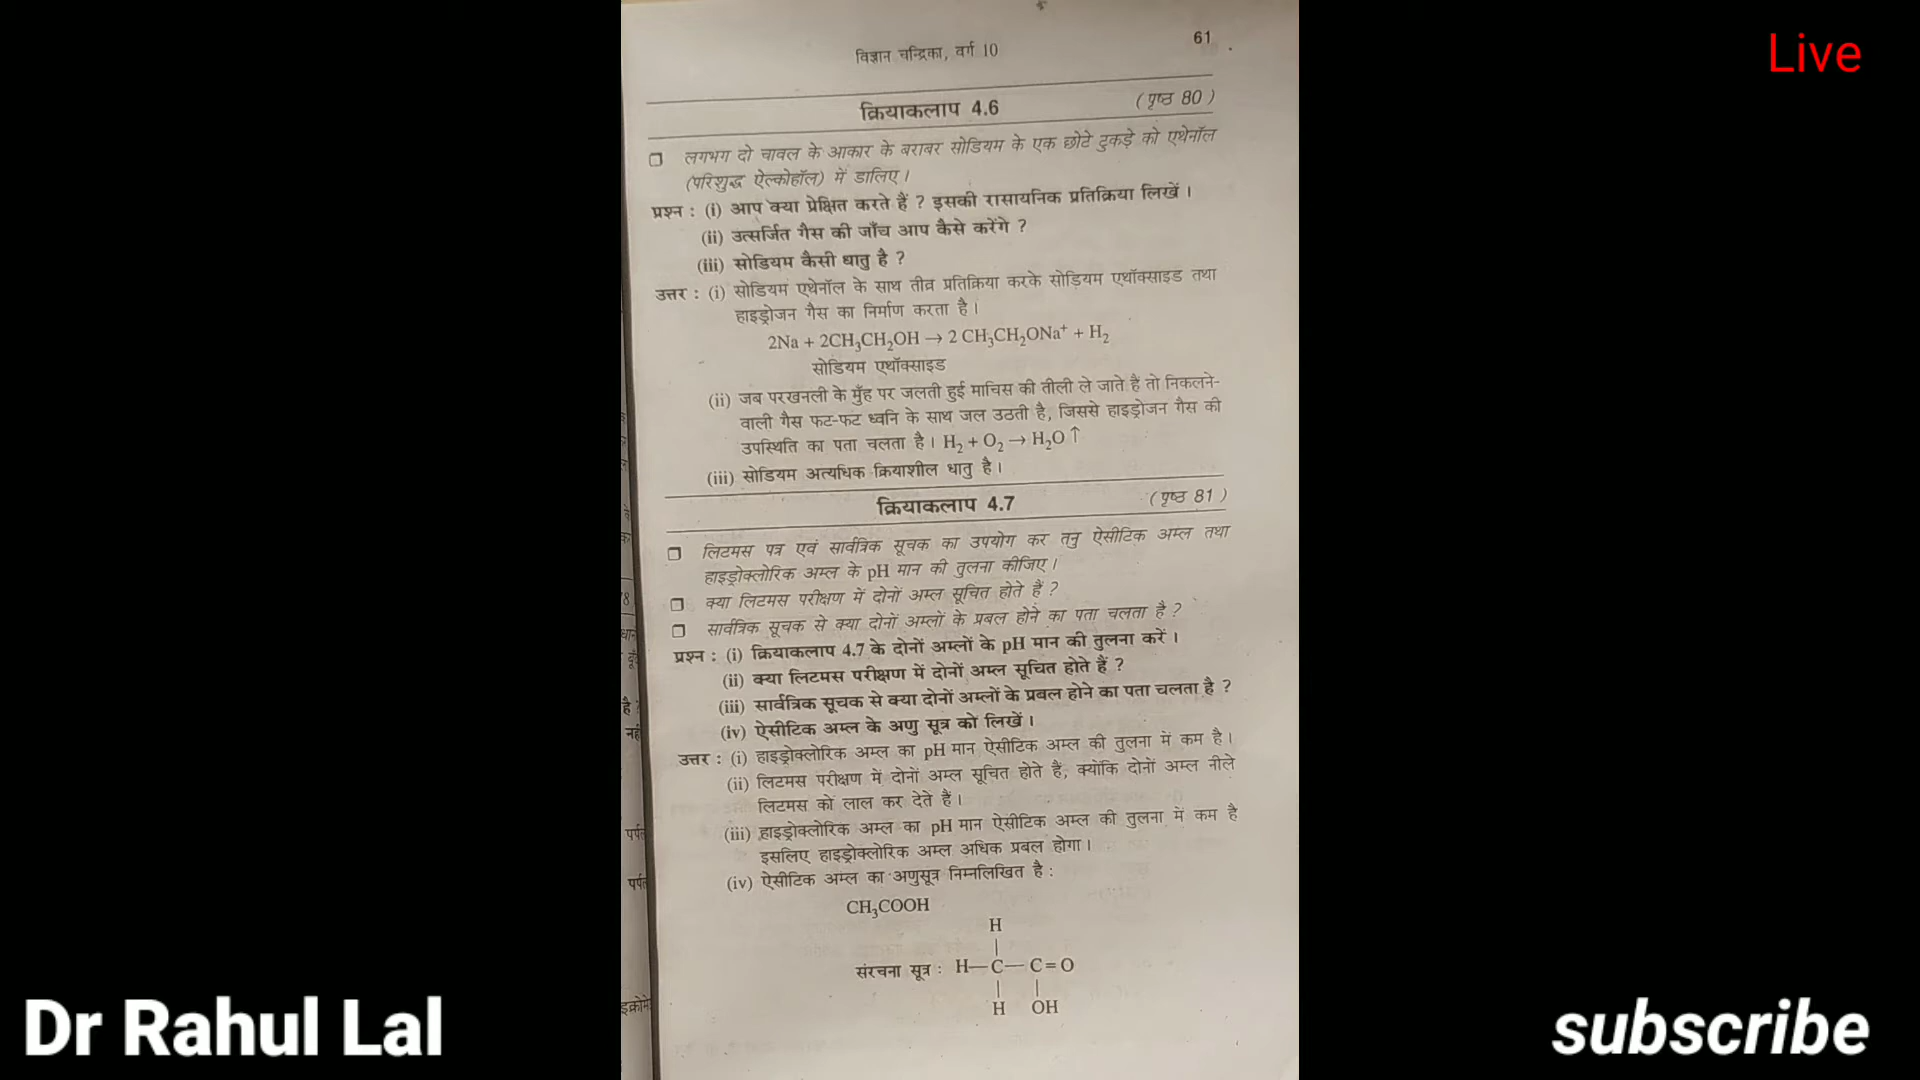 विज्ञान चन्द्रिका, वर्ग 10
61
Live
क्रियाकलाप 4.6
( पृष्ठ 80 )
❒ लगभग दो चावल के आकार के बराबर सोडियम के एक छोटे टुकड़े को एथेनॉल
(परिशुद्ध ऐल्कोहॉल) में डालिए।
प्रश्न : (i) आप क्या प्रेक्षित करते हैं ? इसकी रासायनिक प्रतिक्रिया लिखें ।
(ii) उत्सर्जित गैस की जाँच आप कैसे करेंगे ?
(iii) सोडियम कैसी धातु है ?
उत्तर : (i) सोडियम एथेनॉल के साथ तीव्र प्रतिक्रिया करके सोडियम एथॉक्साइड तथा
हाइड्रोजन गैस का निर्माण करता है।
2Na + 2CH₃CH₂OH → 2 CH₃CH₂ONa⁺ + H₂
सोडियम एथॉक्साइड
(ii) जब परखनली के मुँह पर जलती हुई माचिस की तीली ले जाते हैं तो निकलने-
वाली गैस फट-फट ध्वनि के साथ जल उठती है, जिससे हाइड्रोजन गैस की
उपस्थिति का पता चलता है। H₂ + O₂ → H₂O ↑
(iii) सोडियम अत्यधिक क्रियाशील धातु है।
क्रियाकलाप 4.7
( पृष्ठ 81 )
❒ लिटमस पत्र एवं सार्वत्रिक सूचक का उपयोग कर तनु ऐसीटिक अम्ल तथा
हाइड्रोक्लोरिक अम्ल के pH मान की तुलना कीजिए।
❒ क्या लिटमस परीक्षण में दोनों अम्ल सूचित होते हैं ?
❒ सार्वत्रिक सूचक से क्या दोनों अम्लों के प्रबल होने का पता चलता है ?
प्रश्न : (i) क्रियाकलाप 4.7 के दोनों अम्लों के pH मान की तुलना करें ।
(ii) क्या लिटमस परीक्षण में दोनों अम्ल सूचित होते हैं ?
(iii) सार्वत्रिक सूचक से क्या दोनों अम्लों के प्रबल होने का पता चलता है ?
(iv) ऐसीटिक अम्ल के अणु सूत्र को लिखें ।
उत्तर : (i) हाइड्रोक्लोरिक अम्ल का pH मान ऐसीटिक अम्ल की तुलना में कम है।
(ii) लिटमस परीक्षण में दोनों अम्ल सूचित होते हैं, क्योंकि दोनों अम्ल नीले
लिटमस को लाल कर देते हैं।
(iii) हाइड्रोक्लोरिक अम्ल का pH मान ऐसीटिक अम्ल की तुलना में कम है
इसलिए हाइड्रोक्लोरिक अम्ल अधिक प्रबल होगा।
(iv) ऐसीटिक अम्ल का अणुसूत्र निम्नलिखित है :
CH₃COOH
H
|
संरचना सूत्र : H—C—C=O
| |
H OH
Dr Rahul Lal
subscribe